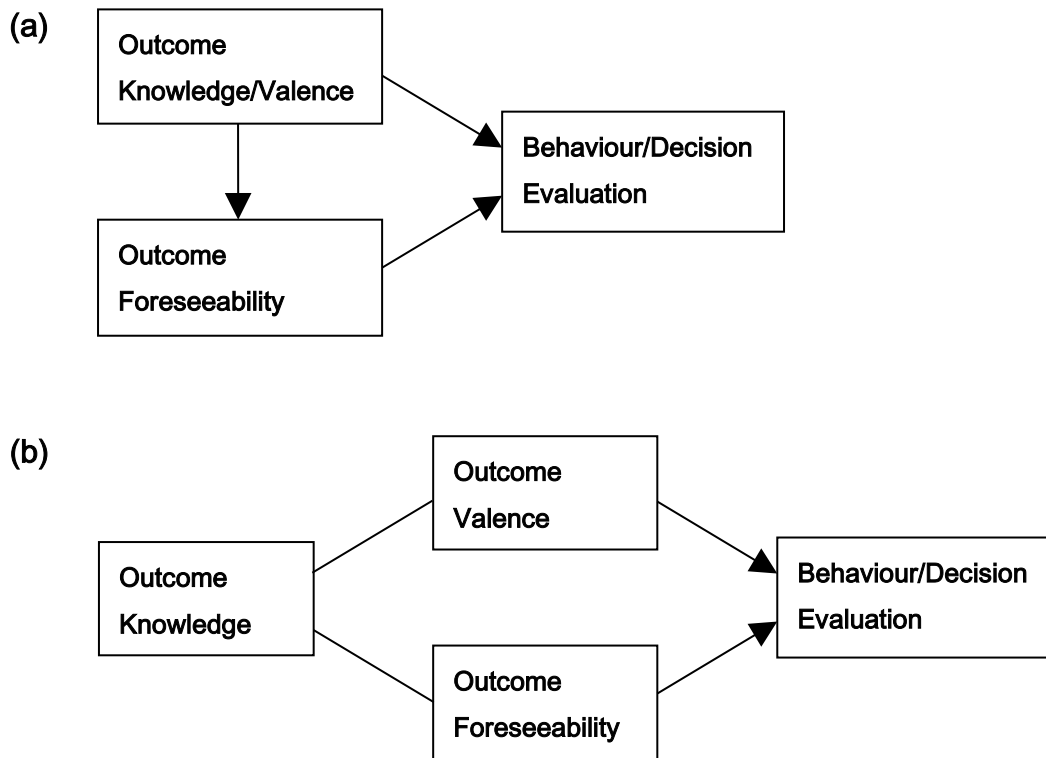 (a)
Outcome
Knowledge/Valence
Behaviour/Decision
Evaluation
Outcome
Foreseeability
(b)
Outcome
Valence
Outcome
Knowledge
Behaviour/Decision
Evaluation
Outcome
Foreseeability